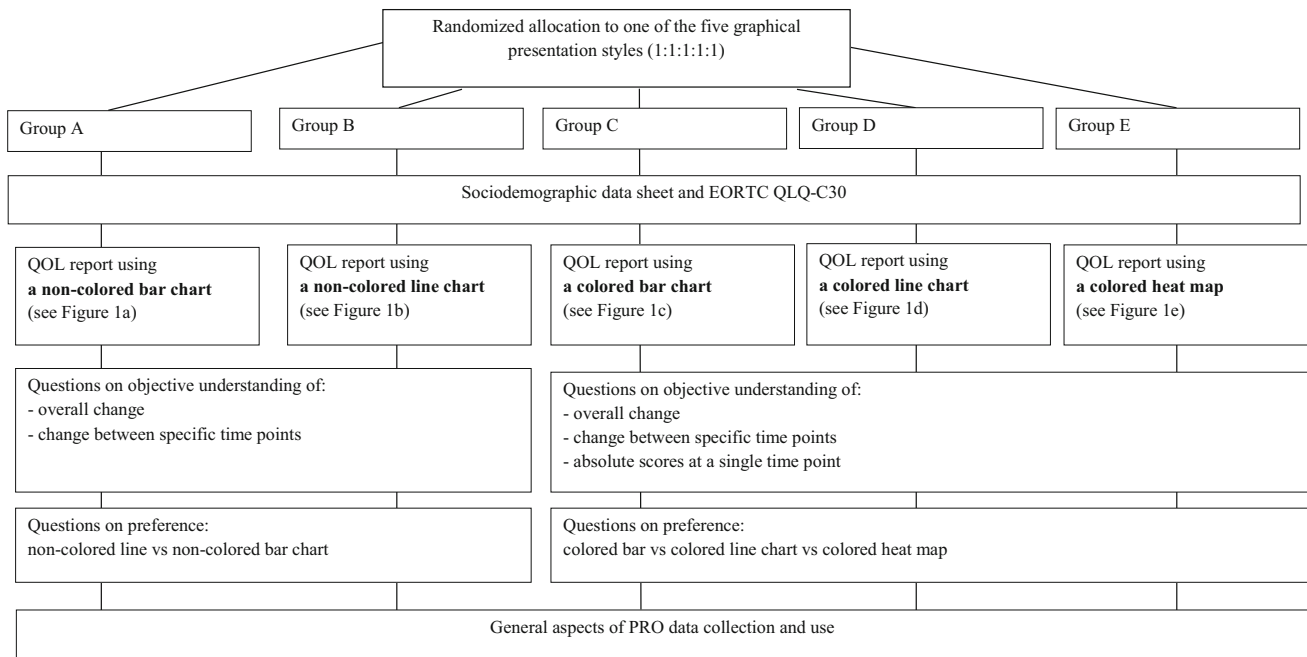 Randomized allocation to one of the five graphical
presentation styles (1:1:1:1:1)
Group A
Group B
Group C
Group D
Group E
Sociodemographic data sheet and EORTC QLQ-C30
QOL report using
a non-colored bar chart
(see Figure 1a)
QOL report using
a non-colored line chart
(see Figure 1b)
QOL report using
a colored bar chart
(see Figure 1c)
QOL report using
a colored line chart
(see Figure 1d)
QOL report using
a colored heat map
(see Figure 1e)
Questions on objective understanding of:
- overall change
- change between specific time points
Questions on objective understanding of:
- overall change
- change between specific time points
- absolute scores at a single time point
Questions on preference:
non-colored line vs non-colored bar chart
Questions on preference:
colored bar vs colored line chart vs colored heat map
General aspects of PRO data collection and use